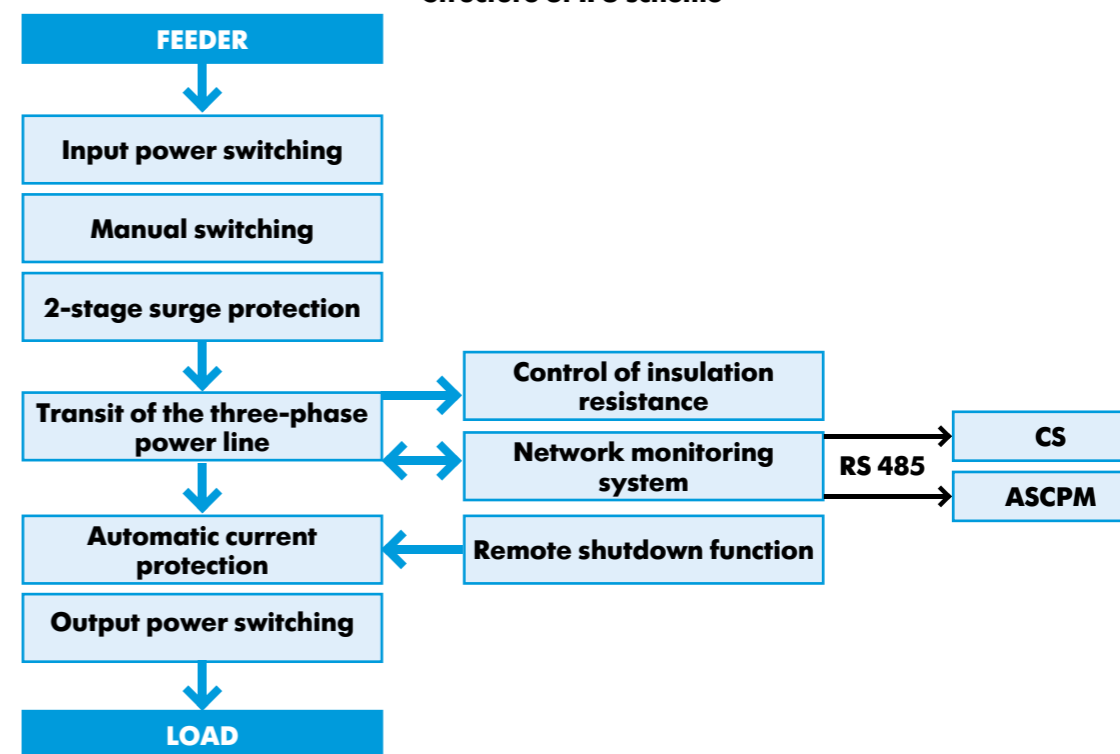 FEEDER
Input power switching
Manual switching
2-stage surge protection
Transit of the three-phase
power line
Control of insulation
resistance
Network monitoring
system
RS 485
CS
ASCPM
Automatic current
protection
Remote shutdown function
Output power switching
LOAD